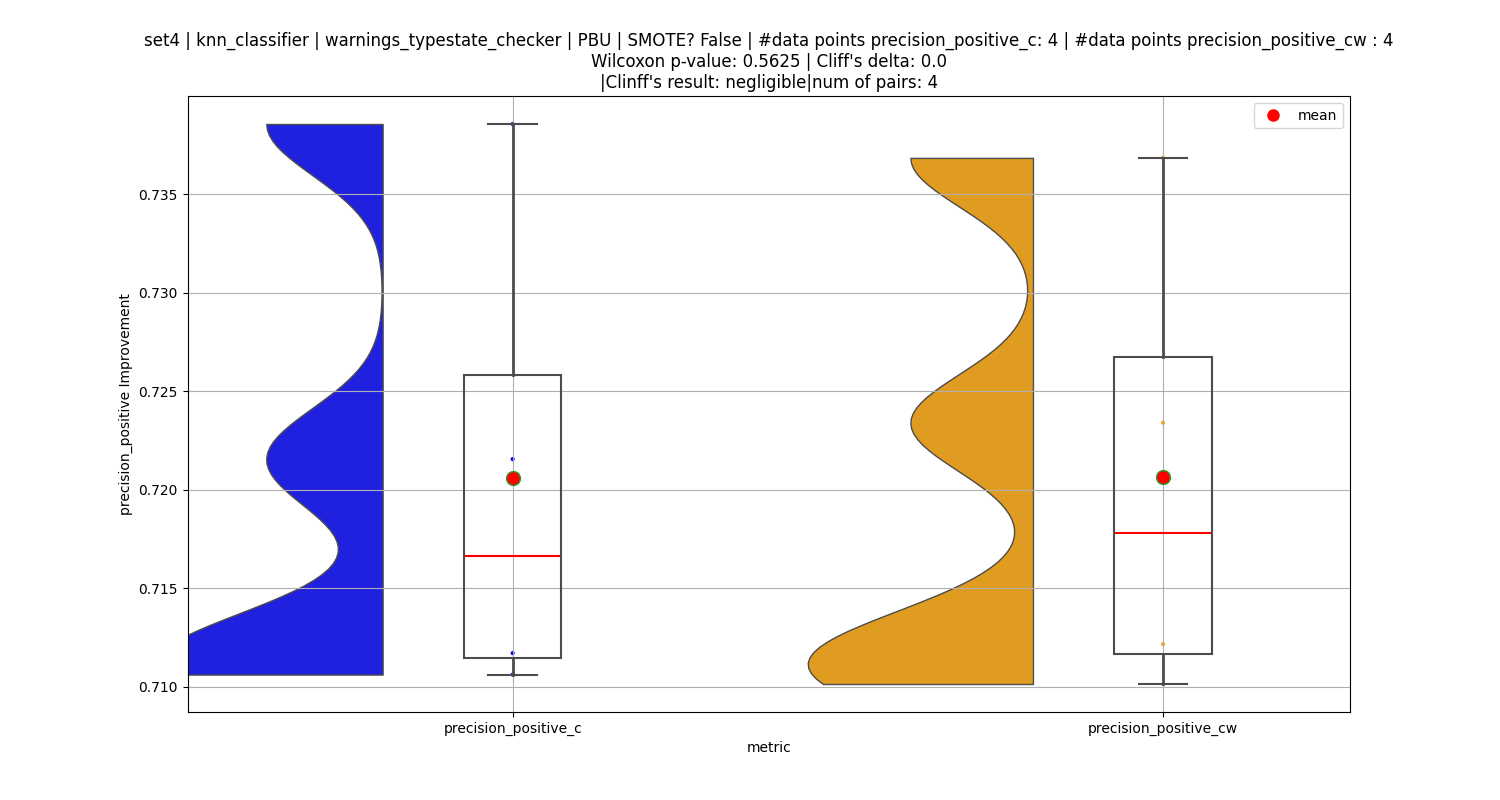 set4 | knn_classifier | warnings_typestate_checker | PBU | SMOTE? False | #data points precision_positive_c: 4 | #data points precision_positive_cw : 4
Wilcoxon p-value: 0.5625 | Cliff's delta: 0.0
|Clinff's result: negligible|num of pairs: 4
mean
0.735
0.730
0.725
0.720
0.715
0.710
precision_positive Improvement
precision_positive_c
precision_positive_cw
metric